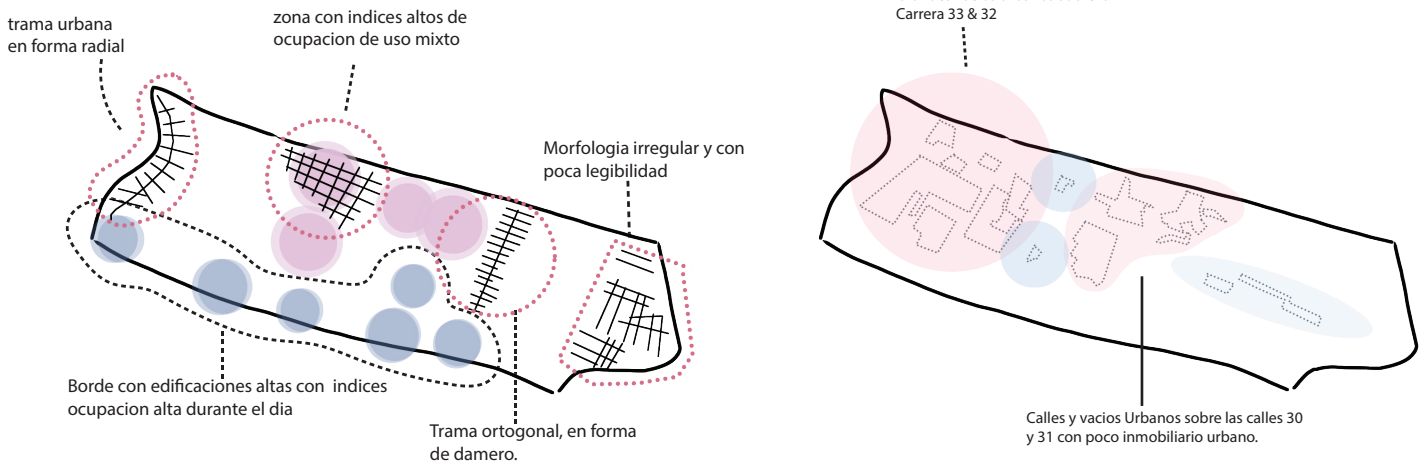 trama urbana
en forma radial
zona con indices altos de
ocupacion de uso mixto
Morfologia irregular y con
poca legibilidad
Borde con edificaciones altas con indices
ocupacion alta durante el dia
Trama ortogonal, en forma
de damero.
Carrera 33 & 32
Calles y vacios Urbanos sobre las calles 30
y 31 con poco inmobiliario urbano.